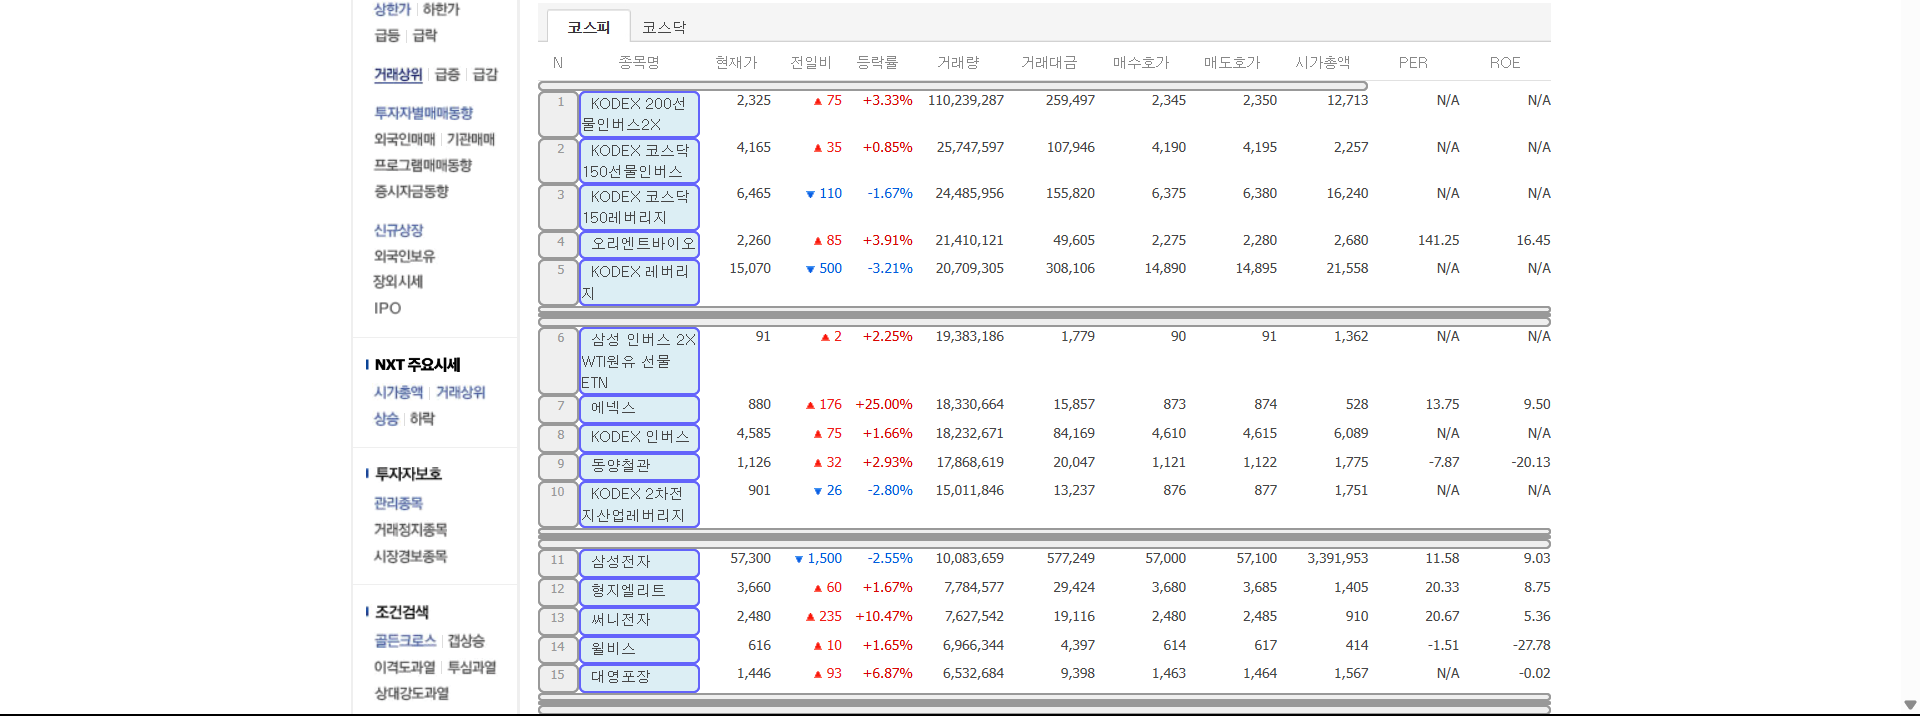 상한가 하한가
급등 급락
거래상위 급증 급감
투자자별매매동향
외국인매매 기관매매
프로그램매매동향
증시자금동향
신규상장
외국인보유
장외시세
IPO
NXT 주요시세
시가총액 거래상위
상승 하락
투자자보호
관리종목
거래정지종목
시장경보종목
조건검색
골든크로스 갭상승
이격도과열 투심과열
상대강도과열
코스피 코스닥
N 종목명 현재가 전일비 등락률 거래량 거래대금 매수호가 매도호가 시가총액 PER ROE
1 KODEX 200선 2,325 ▲ 75 +3.33% 110,239,287 259,497 2,345 2,350 12,713 N/A N/A
물인버스2X
2 KODEX 코스닥 4,165 ▲ 35 +0.85% 25,747,597 107,946 4,190 4,195 2,257 N/A N/A
150선물인버스
3 KODEX 코스닥 6,465 ▼ 110 -1.67% 24,485,956 155,820 6,375 6,380 16,240 N/A N/A
150레버리지
4 오리엔트바이오 2,260 ▲ 85 +3.91% 21,410,121 49,605 2,275 2,280 2,680 141.25 16.45
5 KODEX 레버리 15,070 ▼ 500 -3.21% 20,709,305 308,106 14,890 14,895 21,558 N/A N/A
지
6 삼성 인버스 2X 91 ▲ 2 +2.25% 19,383,186 1,779 90 91 1,362 N/A N/A
WTI원유 선물
ETN
7 에넥스 880 ▲ 176 +25.00% 18,330,664 15,857 873 874 528 13.75 9.50
8 KODEX 인버스 4,585 ▲ 75 +1.66% 18,232,671 84,169 4,610 4,615 6,089 N/A N/A
9 동양철관 1,126 ▲ 32 +2.93% 17,868,619 20,047 1,121 1,122 1,775 -7.87 -20.13
10 KODEX 2차전 901 ▼ 26 -2.80% 15,011,846 13,237 876 877 1,751 N/A N/A
지산업레버리지
11 삼성전자 57,300 ▼ 1,500 -2.55% 10,083,659 577,249 57,000 57,100 3,391,953 11.58 9.03
12 형지엘리트 3,660 ▲ 60 +1.67% 7,784,577 29,424 3,680 3,685 1,405 20.33 8.75
13 써니전자 2,480 ▲ 235 +10.47% 7,627,542 19,116 2,480 2,485 910 20.67 5.36
14 윌비스 616 ▲ 10 +1.65% 6,966,344 4,397 614 617 414 -1.51 -27.78
15 대영포장 1,446 ▲ 93 +6.87% 6,532,684 9,398 1,463 1,464 1,567 N/A -0.02